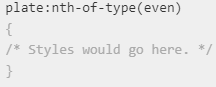 plate:nth-of-type(even)
{
/* Styles would go here. */
}